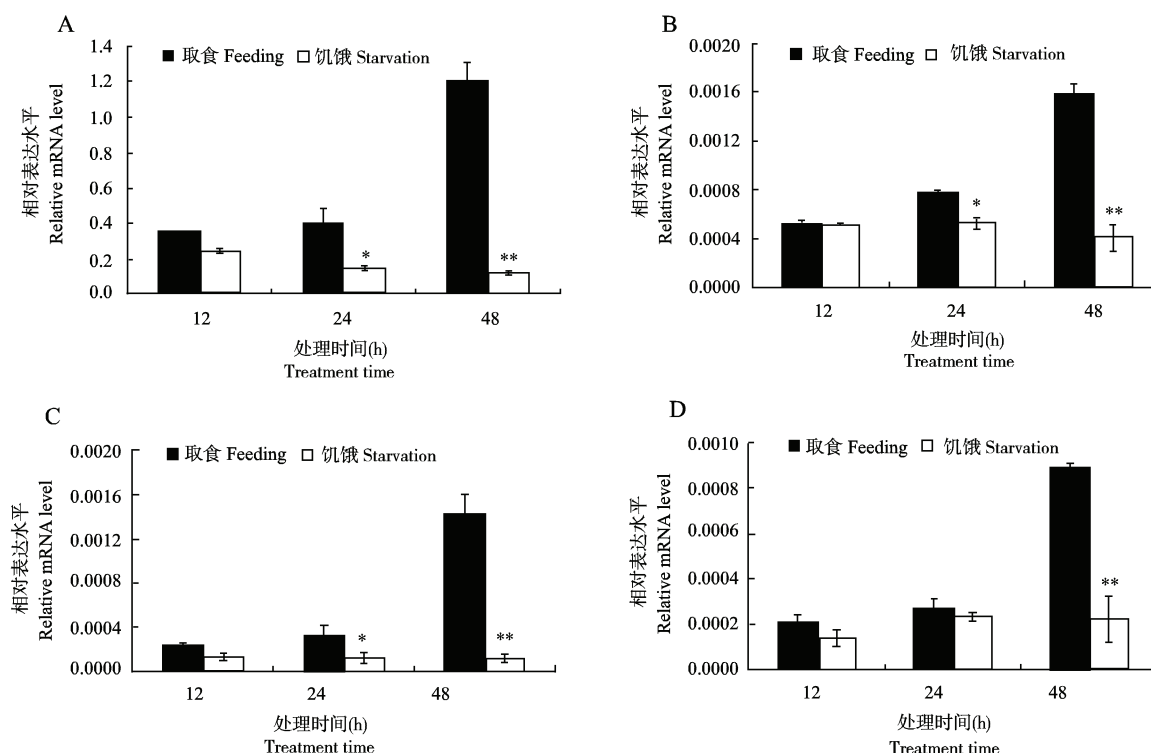 A
取食 Feeding 饥饿 Starvation
1.4
1.2
1.0
0.8
0.6
0.4
0.2
0.0
相对表达水平
Relative mRNA level
*
**
12 24 48
处理时间(h)
Treatment time
B
取食 Feeding 饥饿 Starvation
0.0020
0.0016
0.0012
0.0008
0.0004
0.0000
相对表达水平
Relative mRNA level
*
**
12 24 48
处理时间(h)
Treatment time
C
取食 Feeding 饥饿 Starvation
0.0020
0.0016
0.0012
0.0008
0.0004
0.0000
相对表达水平
Relative mRNA level
*
**
12 24 48
处理时间(h)
Treatment time
D
取食 Feeding 饥饿 Starvation
0.0010
0.0008
0.0006
0.0004
0.0002
0.0000
相对表达水平
Relative mRNA level
**
12 24 48
处理时间(h)
Treatment time